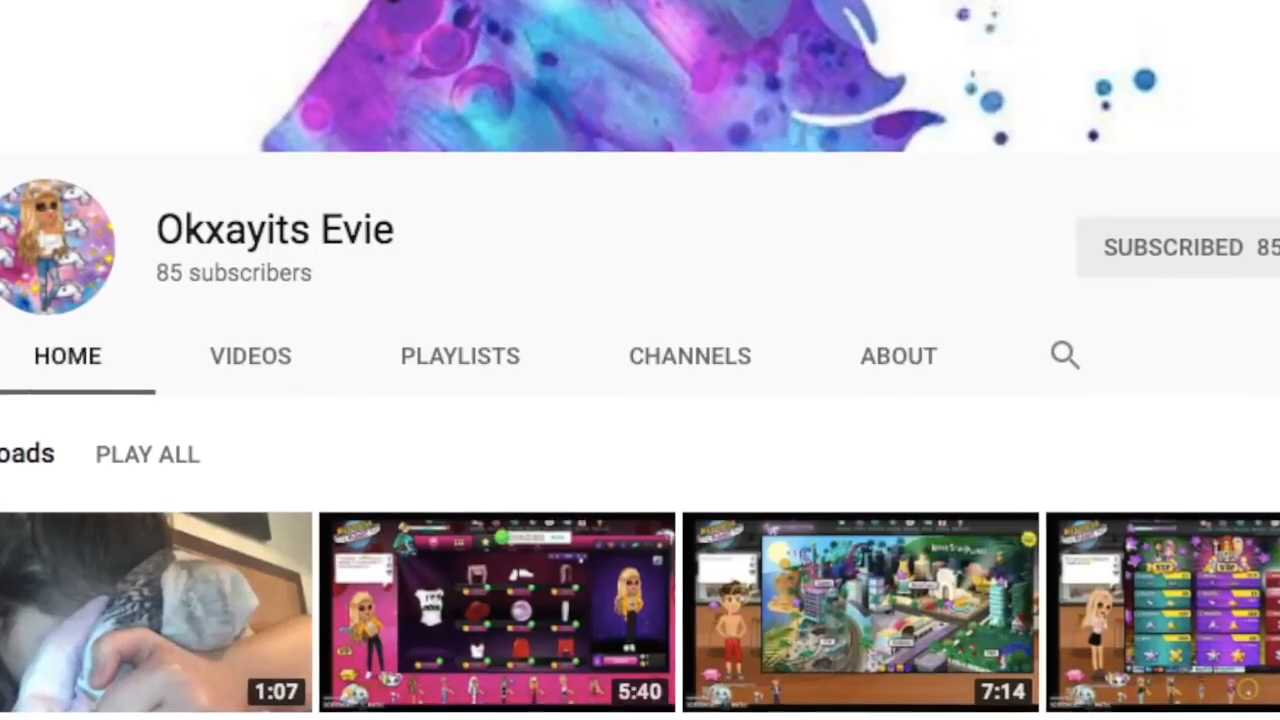 Okxayits Evie
85 subscribers
SUBSCRIBED 85
HOME VIDEOS PLAYLISTS CHANNELS ABOUT
oads PLAY ALL
1:07 5:40 7:14